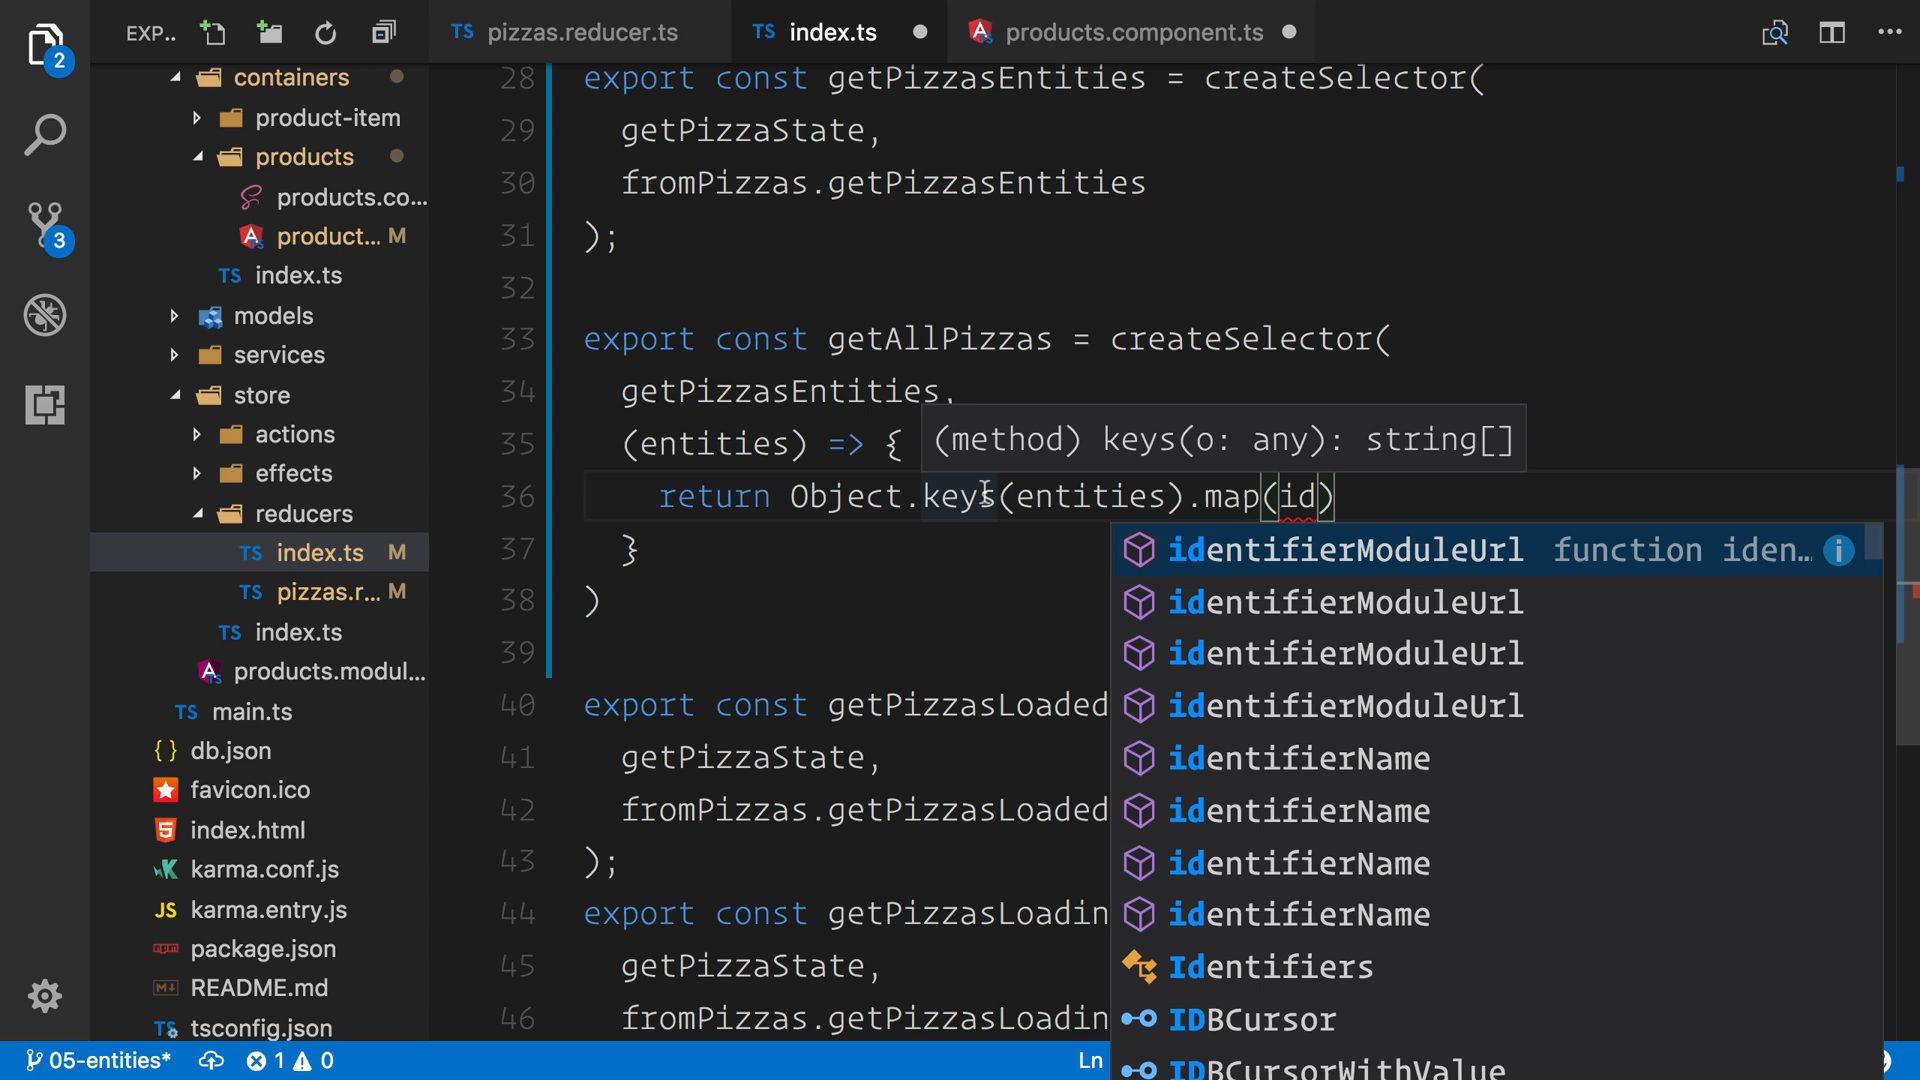 EXP..
TS pizzas.reducer.ts
TS index.ts
products.component.ts
2
3
containers
product-item
products
products.co...
product... M
TS index.ts
models
services
store
actions
effects
reducers
TS index.ts M
TS pizzas.r... M
TS index.ts
products.modul...
TS main.ts
{ } db.json
favicon.ico
index.html
karma.conf.js
JS karma.entry.js
package.json
README.md
tsconfig.json
28 export const getPizzasEntities = createSelector(
29 getPizzaState,
30 fromPizzas.getPizzasEntities
31 );
32
33 export const getAllPizzas = createSelector(
34 getPizzasEntities,
35 (entities) => {
(method) keys(o: any): string[]
36 return Object.keys(entities).map(id)
37 }
38 )
39
40 export const getPizzasLoaded
41 getPizzaState,
42 fromPizzas.getPizzasLoaded
43 );
44 export const getPizzasLoadin
45 getPizzaState,
46 fromPizzas.getPizzasLoadin
identifierModuleUrl function iden...
identifierModuleUrl
identifierModuleUrl
identifierModuleUrl
identifierName
identifierName
identifierName
identifierName
Identifiers
IDBCursor
IDBCursorWithValue
05-entities* 1 0
Ln